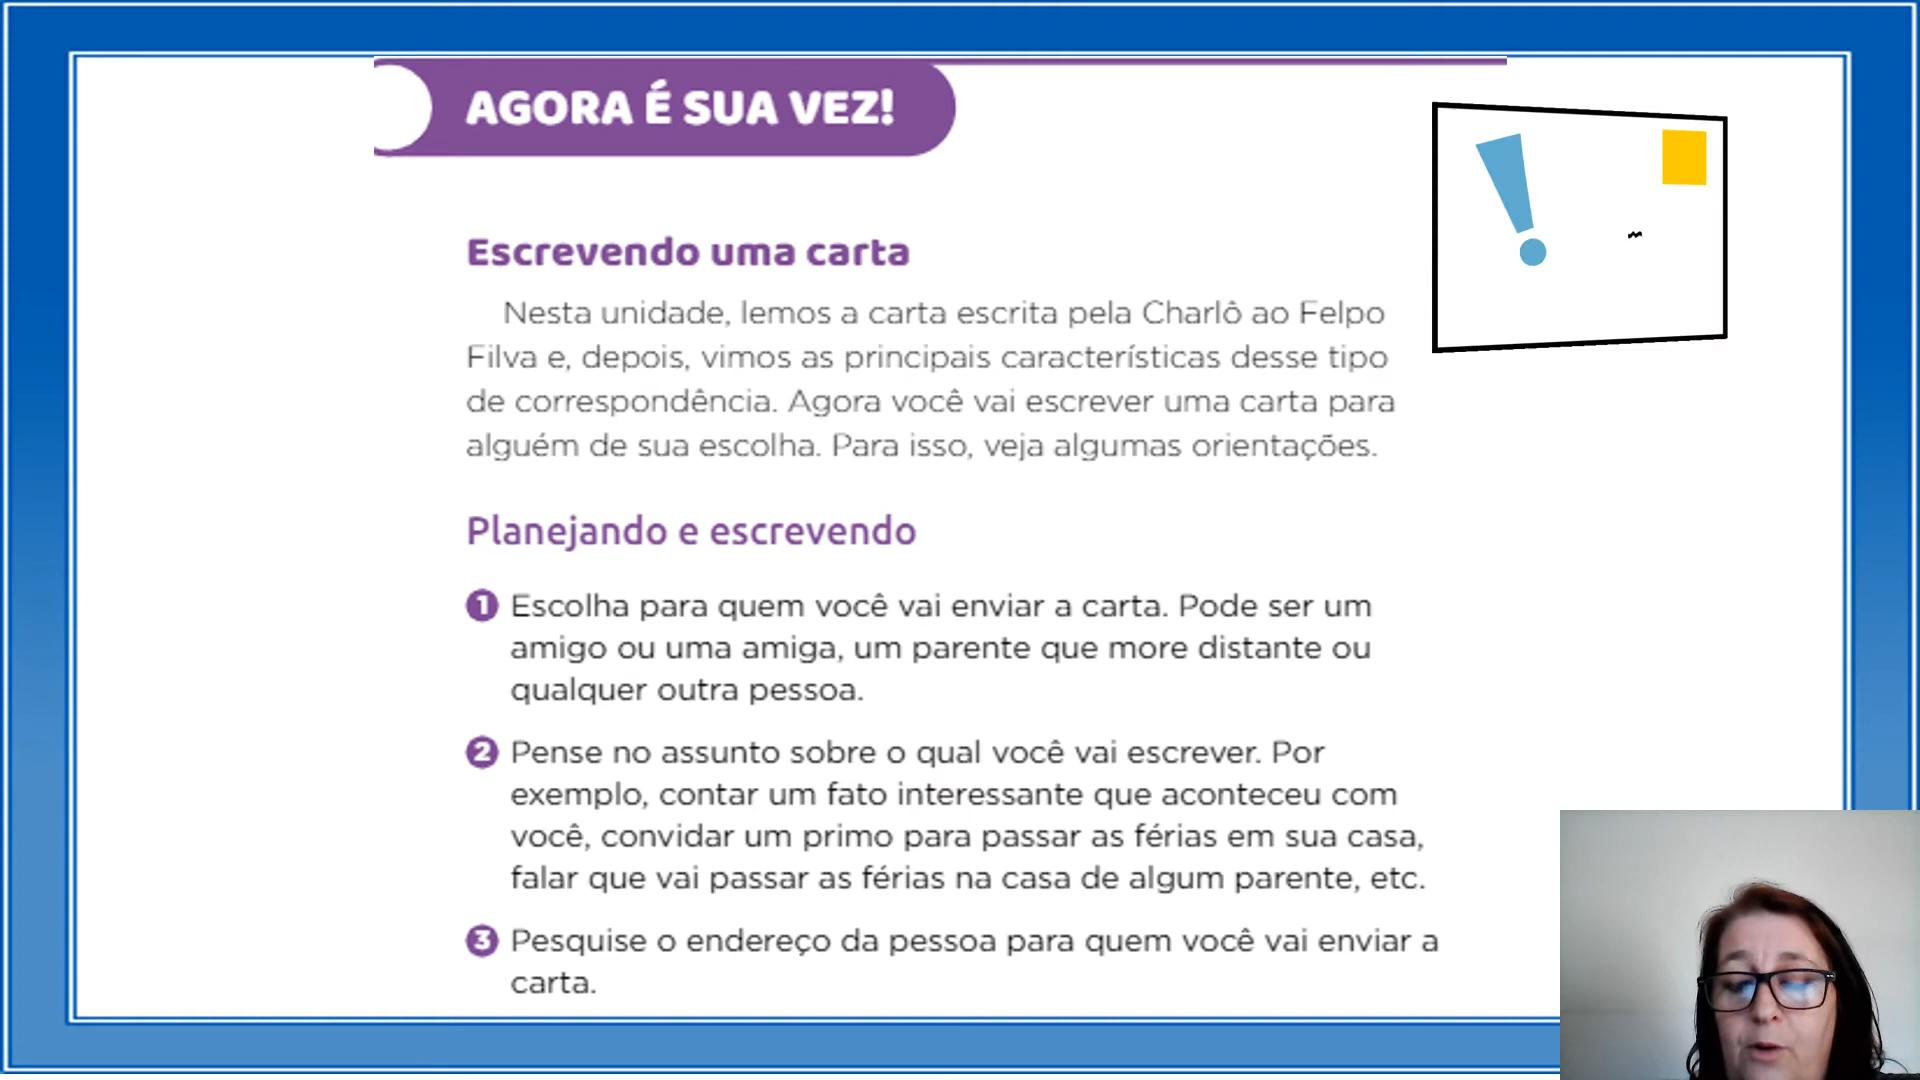 AGORA É SUA VEZ!
Escrevendo uma carta
Nesta unidade, lemos a carta escrita pela Charlô ao Felpo
Filva e, depois, vimos as principais características desse tipo
de correspondência. Agora você vai escrever uma carta para
alguém de sua escolha. Para isso, veja algumas orientações.
Planejando e escrevendo
1 Escolha para quem você vai enviar a carta. Pode ser um
amigo ou uma amiga, um parente que more distante ou
qualquer outra pessoa.
2 Pense no assunto sobre o qual você vai escrever. Por
exemplo, contar um fato interessante que aconteceu com
você, convidar um primo para passar as férias em sua casa,
falar que vai passar as férias na casa de algum parente, etc.
3 Pesquise o endereço da pessoa para quem você vai enviar a
carta.